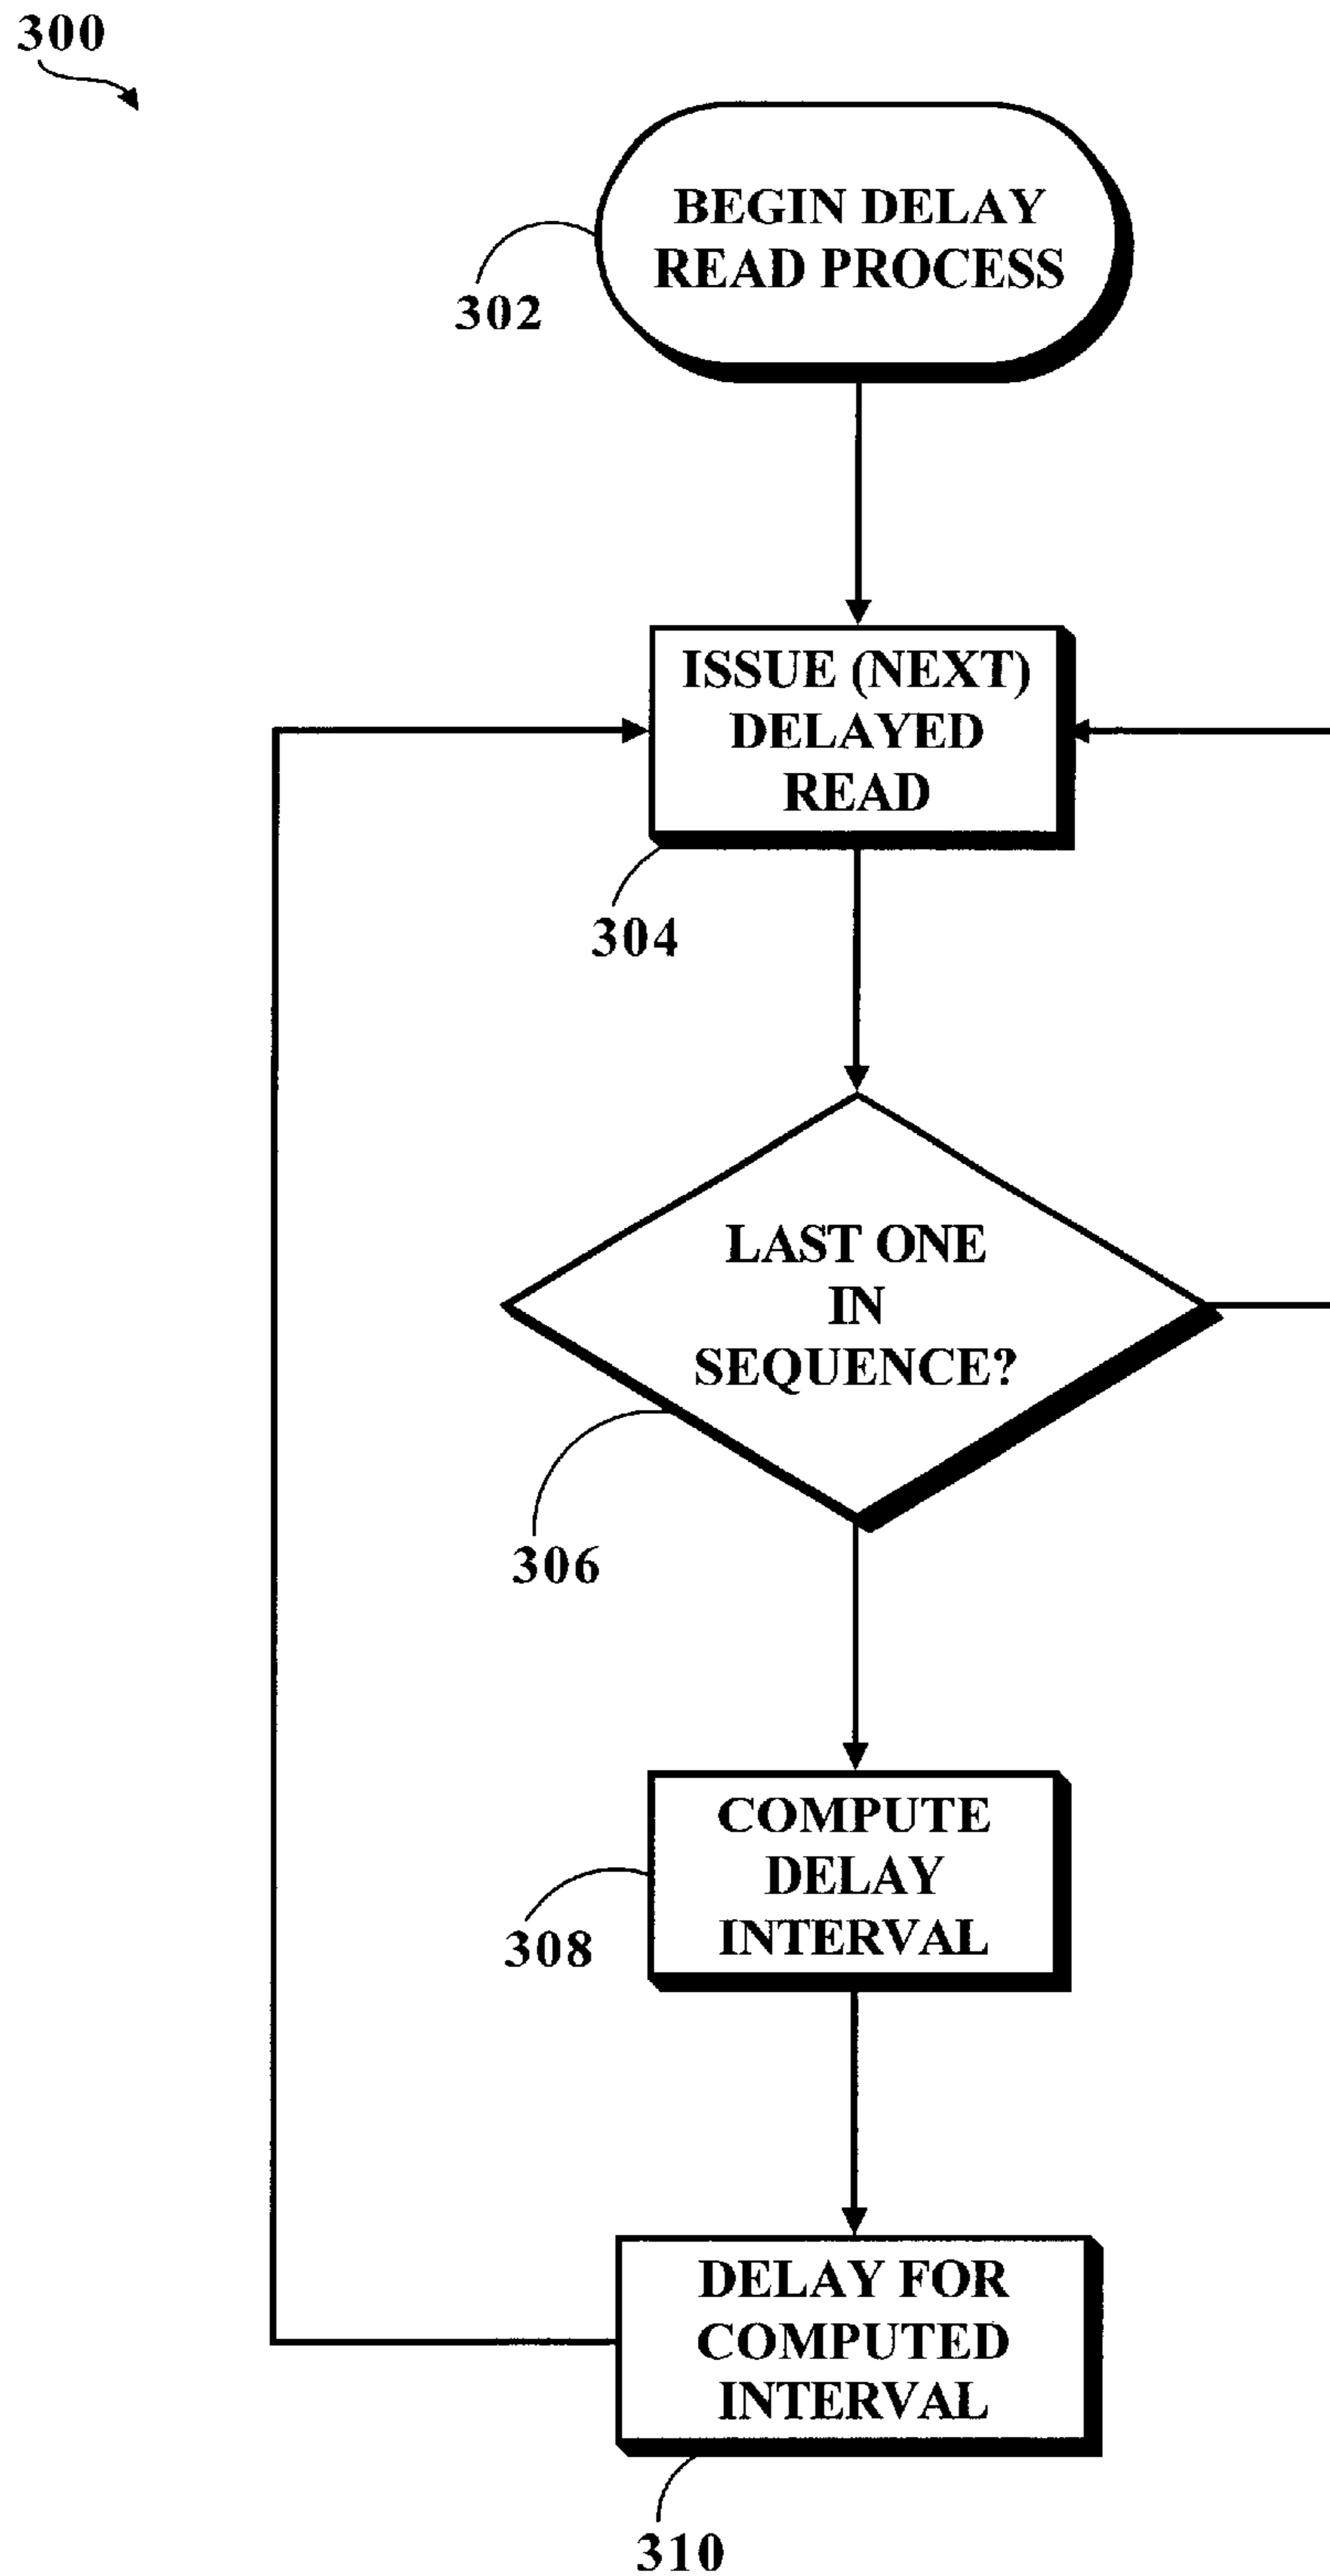 300
BEGIN DELAY
READ PROCESS
302
ISSUE (NEXT)
DELAYED
READ
304
LAST ONE
IN
SEQUENCE?
306
COMPUTE
DELAY
INTERVAL
308
DELAY FOR
COMPUTED
INTERVAL
310